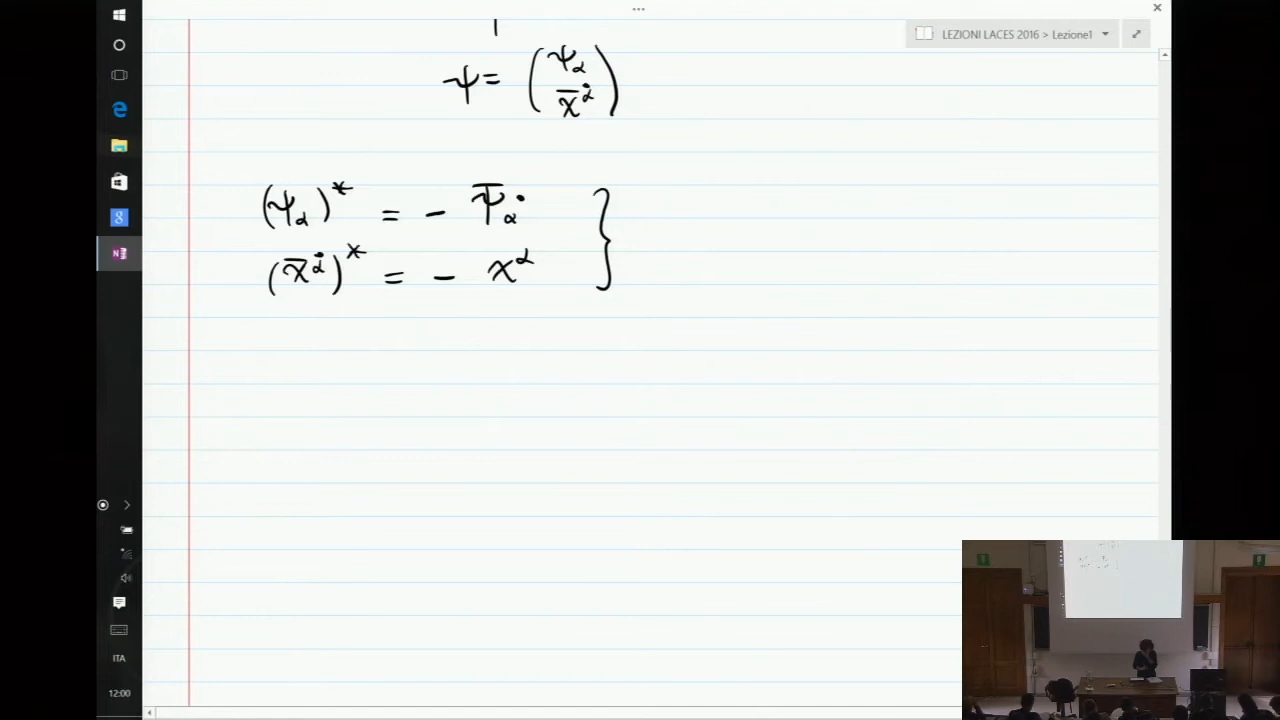 LEZIONI LACES 2016 > Lezione1
ψ = (ψ_α
χ̄^α̇)
(ψ_α)* = - ψ̄_α̇
(χ̄^α̇)* = - χ^α }
ITA
12:00